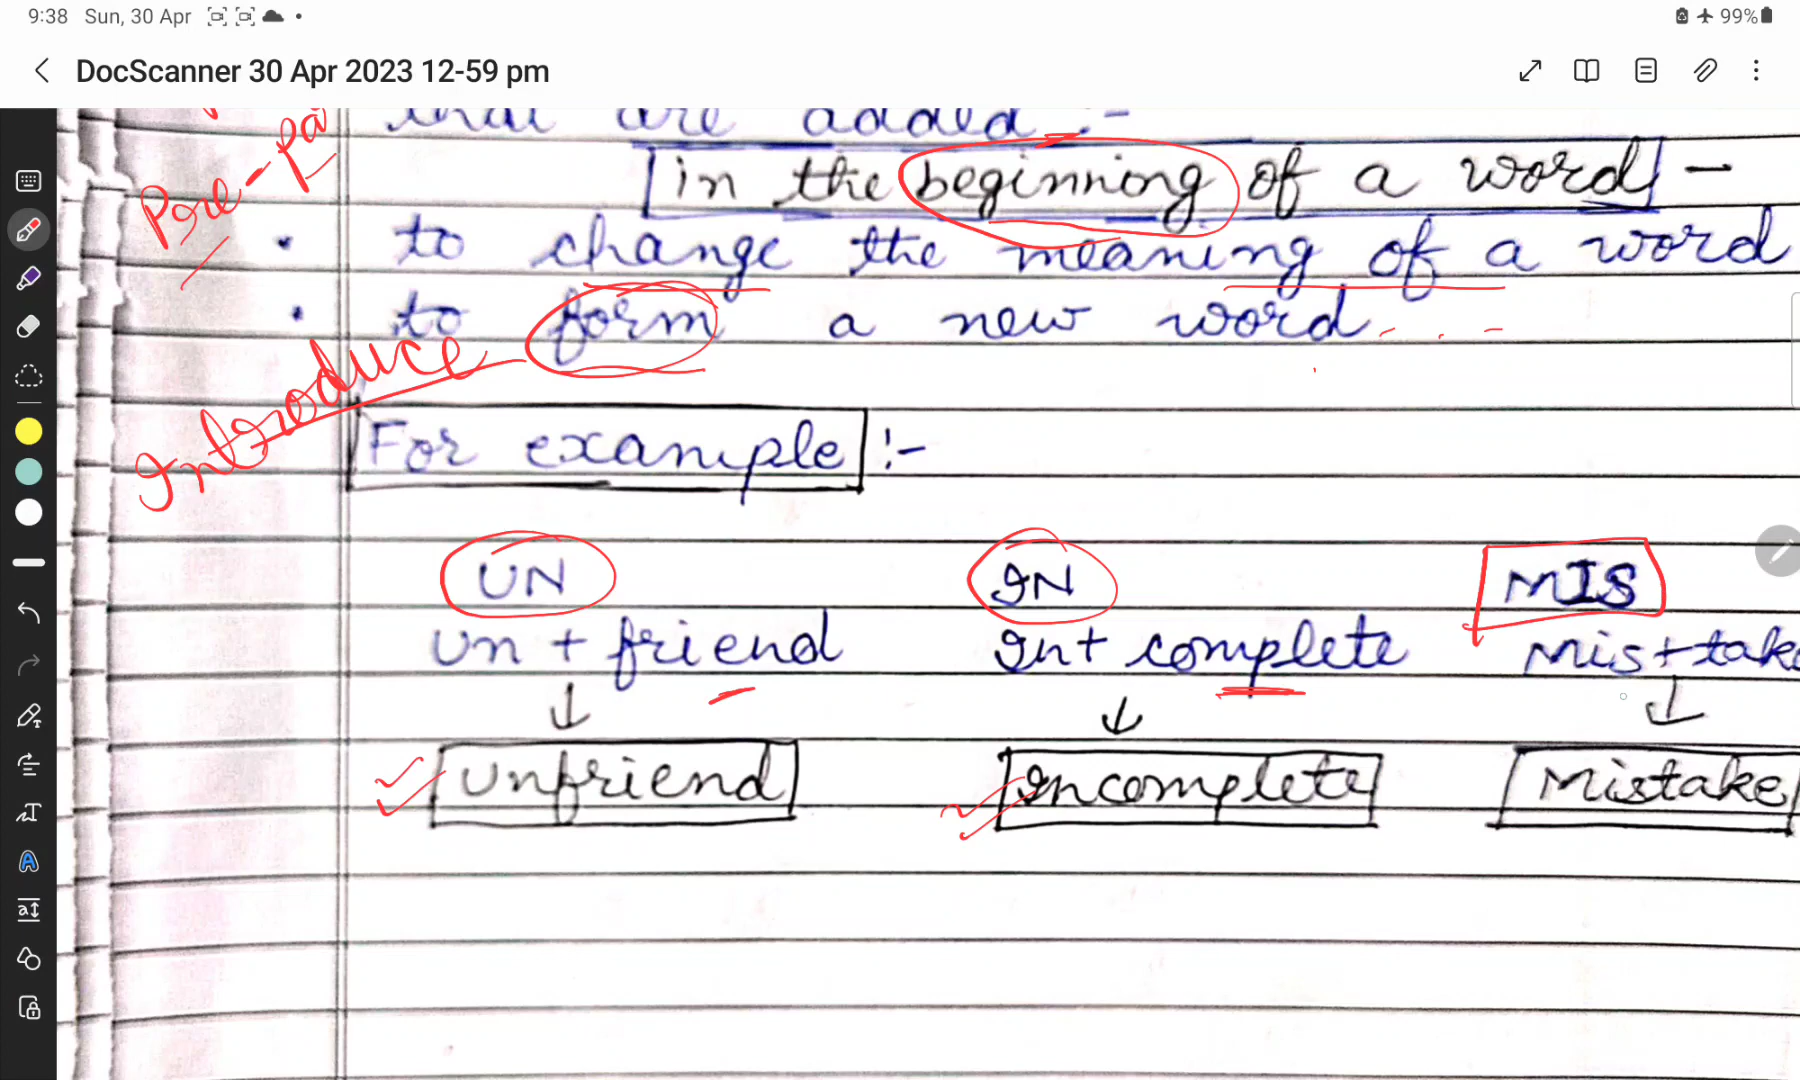 9:38 Sun, 30 Apr
99%
DocScanner 30 Apr 2023 12-59 pm
that are added :-
in the beginning of a word -
Pre-pa
• to change the meaning of a word
• to form a new word
Introduce
For example :-
UN IN MIS
un + friend In + complete Mis + take
↓ ↓ ↓
unfriend Incomplete Mistake